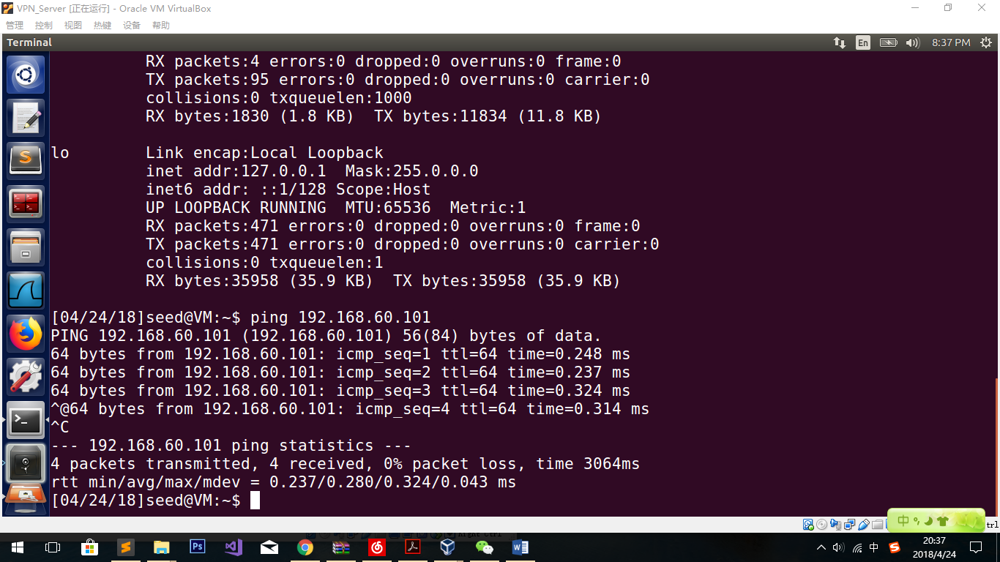 VPN_Server [正在运行] - Oracle VM VirtualBox
管理 控制 视图 热键 设备 帮助
Terminal En 8:37 PM
RX packets:4 errors:0 dropped:0 overruns:0 frame:0
TX packets:95 errors:0 dropped:0 overruns:0 carrier:0
collisions:0 txqueuelen:1000
RX bytes:1830 (1.8 KB)  TX bytes:11834 (11.8 KB)
lo        Link encap:Local Loopback
inet addr:127.0.0.1  Mask:255.0.0.0
inet6 addr: ::1/128 Scope:Host
UP LOOPBACK RUNNING  MTU:65536  Metric:1
RX packets:471 errors:0 dropped:0 overruns:0 frame:0
TX packets:471 errors:0 dropped:0 overruns:0 carrier:0
collisions:0 txqueuelen:1
RX bytes:35958 (35.9 KB)  TX bytes:35958 (35.9 KB)
[04/24/18]seed@VM:~$ ping 192.168.60.101
PING 192.168.60.101 (192.168.60.101) 56(84) bytes of data.
64 bytes from 192.168.60.101: icmp_seq=1 ttl=64 time=0.248 ms
64 bytes from 192.168.60.101: icmp_seq=2 ttl=64 time=0.237 ms
64 bytes from 192.168.60.101: icmp_seq=3 ttl=64 time=0.324 ms
^@64 bytes from 192.168.60.101: icmp_seq=4 ttl=64 time=0.314 ms
^C
--- 192.168.60.101 ping statistics ---
4 packets transmitted, 4 received, 0% packet loss, time 3064ms
rtt min/avg/max/mdev = 0.237/0.280/0.324/0.043 ms
[04/24/18]seed@VM:~$
中
trl
Right Ctrl
Ps
中
20:37
2018/4/24